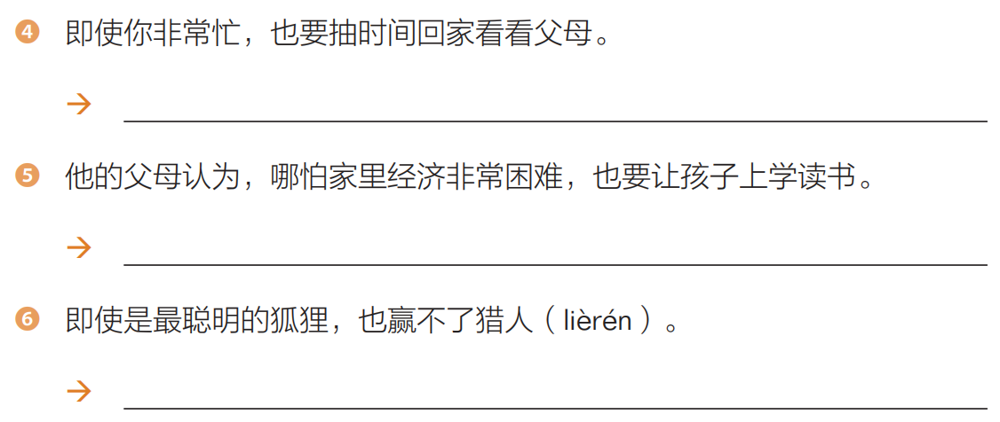 4 即使你非常忙，也要抽时间回家看看父母。
→
5 他的父母认为，哪怕家里经济非常困难，也要让孩子上学读书。
→
6 即使是最聪明的狐狸，也赢不了猎人（lièrén）。
→